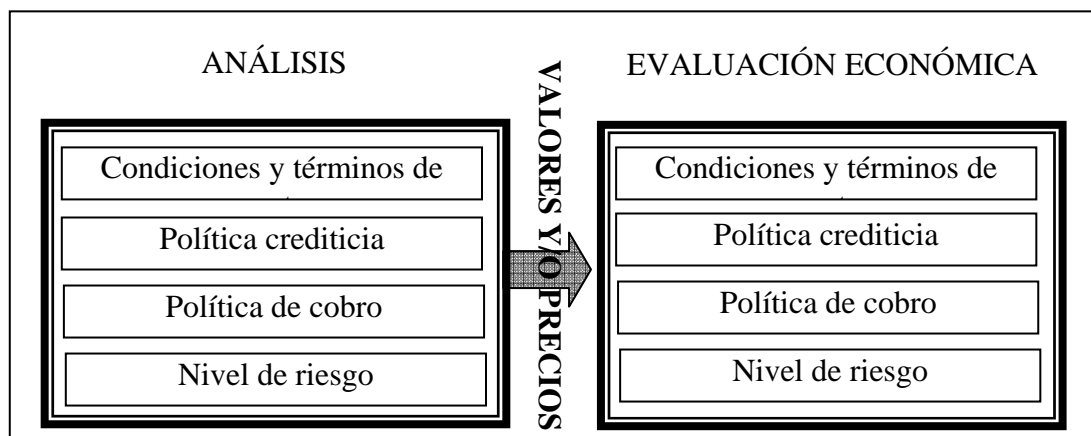 ANÁLISIS
Condiciones y términos de
Política crediticia
Política de cobro
Nivel de riesgo
VALORES Y/O PRECIOS
EVALUACIÓN ECONÓMICA
Condiciones y términos de
Política crediticia
Política de cobro
Nivel de riesgo